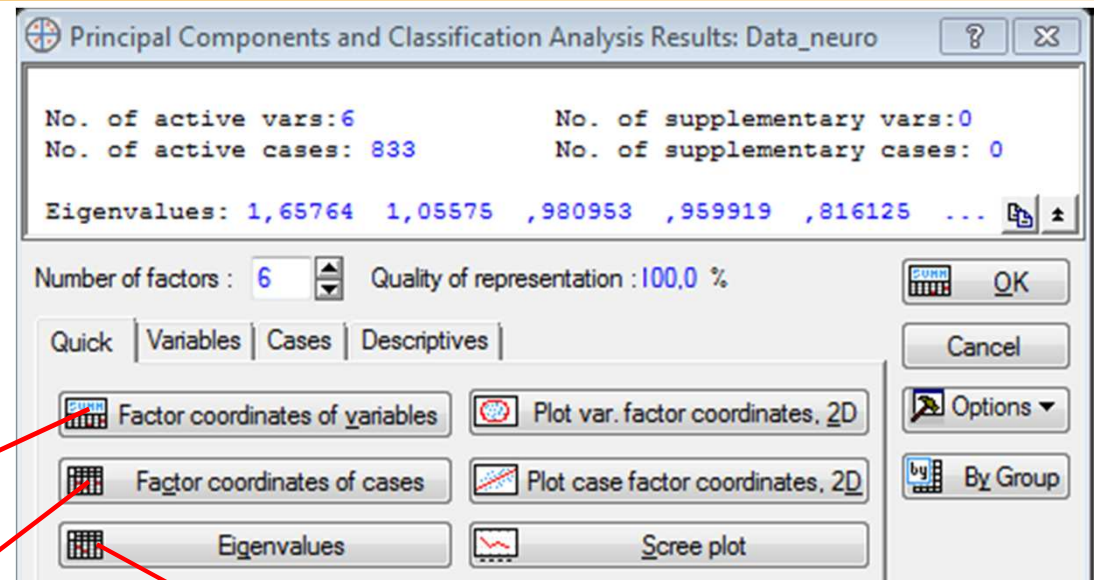 Principal Components and Classification Analysis Results: Data_neuro
No. of active vars:6 No. of supplementary vars:0
No. of active cases: 833 No. of supplementary cases: 0
Eigenvalues: 1,65764 1,05575 ,980953 ,959919 ,816125 ...
Number of factors : 6 Quality of representation :100,0 %
OK
Quick Variables Cases Descriptives
Cancel
Factor coordinates of variables Plot var. factor coordinates, 2D
Options
Factor coordinates of cases Plot case factor coordinates, 2D
By Group
Eigenvalues Scree plot